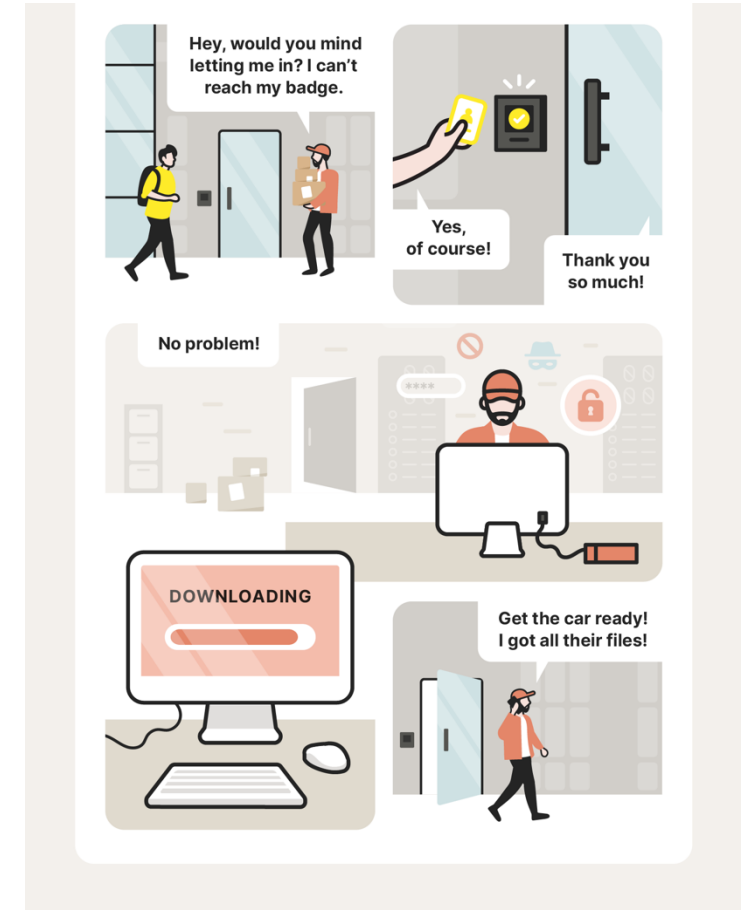 Hey, would you mind
letting me in? I can't
reach my badge.
Yes,
of course!
Thank you
so much!
No problem!
****
DOWNLOADING
Get the car ready!
I got all their files!